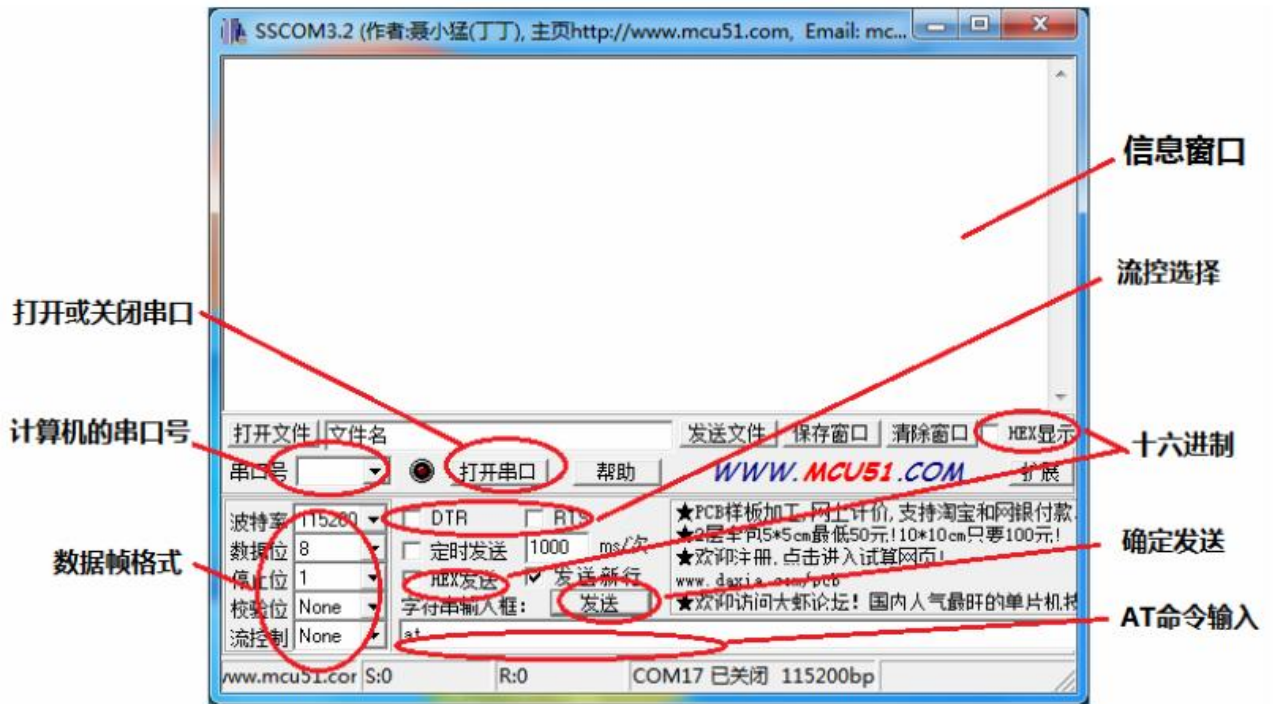 SSCOM3.2 (作者:聂小猛(丁丁), 主页http://www.mcu51.com, Email: mc...
信息窗口
流控选择
打开或关闭串口
计算机的串口号
打开文件 文件名 发送文件 保存窗口 清除窗口 HEX显示
十六进制
串口号 打开串口 帮助 WWW.MCU51.COM 扩展
波特率 115200 DTR RTS
★PCB样板加工,网上计价,支持淘宝和网银付款.
数据位 8 定时发送 1000 ms/次
★2层车间5*5cm最低50元!10*10cm只要100元!
确定发送
数据帧格式
★欢迎注册.点击进入试算网页!
停止位 1 HEX发送 发送新行
www.daxia.com/pcb
校验位 None 字符串输入框: 发送
★欢迎访问大虾论坛!国内人气最旺的单片机技
AT命令输入
流控制 None at
www.mcu51.cor S:0 R:0 COM17 已关闭 115200bp